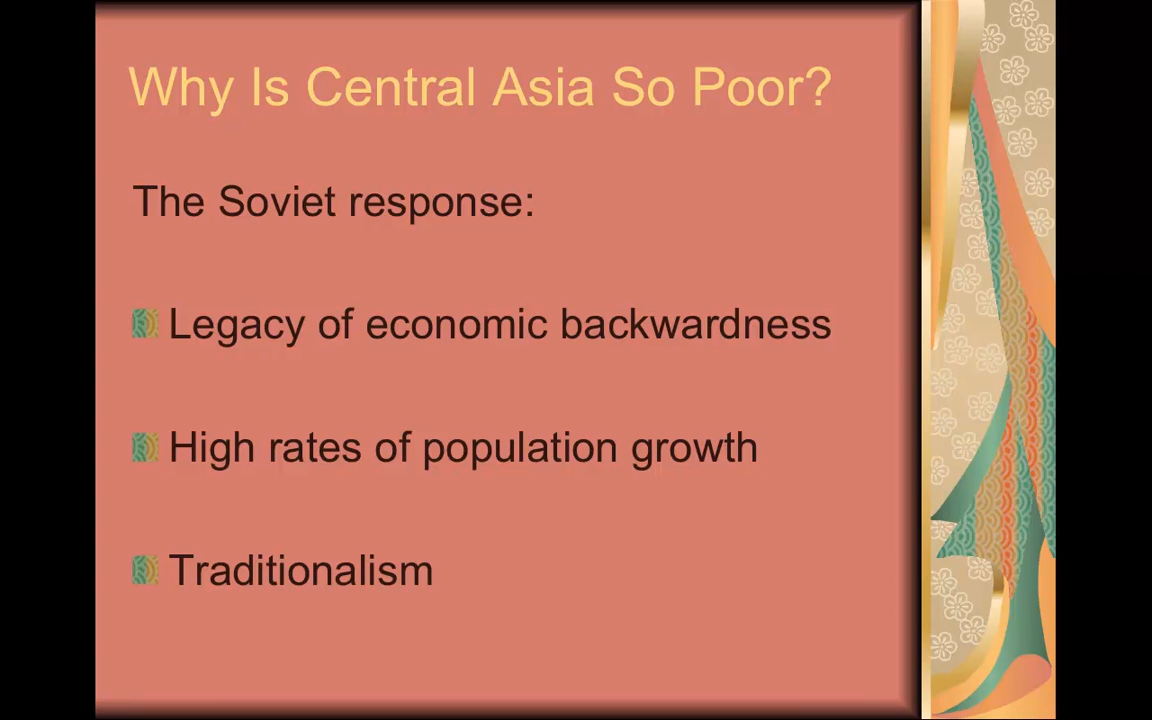 Why Is Central Asia So Poor?
The Soviet response:
Legacy of economic backwardness
High rates of population growth
Traditionalism